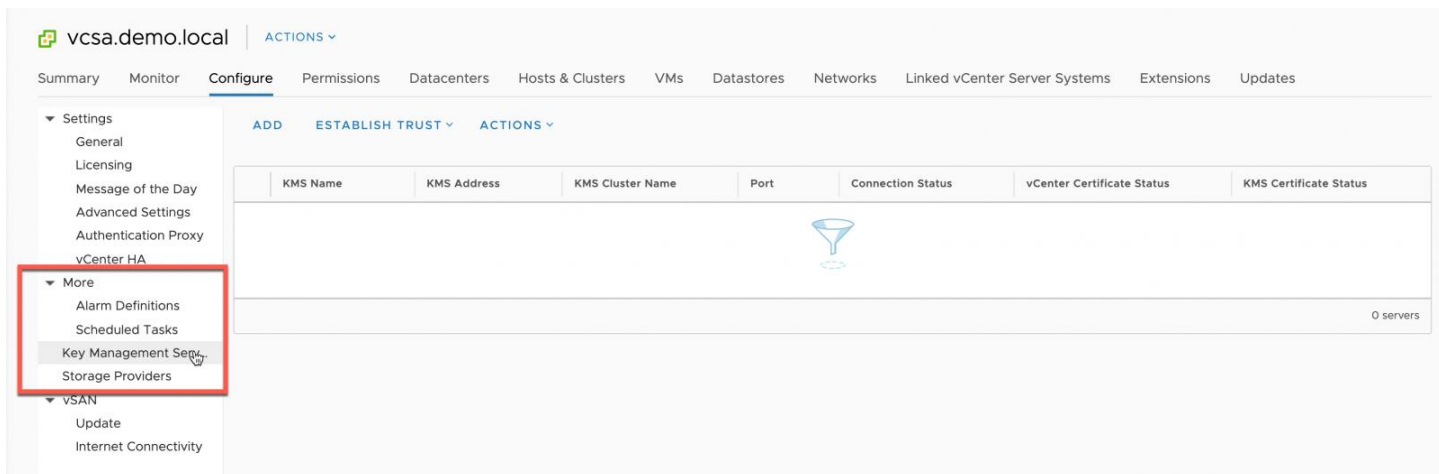 vcsa.demo.local ACTIONS
Summary Monitor Configure Permissions Datacenters Hosts & Clusters VMs Datastores Networks Linked vCenter Server Systems Extensions Updates
Settings
General
Licensing
Message of the Day
Advanced Settings
Authentication Proxy
vCenter HA
More
Alarm Definitions
Scheduled Tasks
Key Management Serv...
Storage Providers
vSAN
Update
Internet Connectivity
ADD ESTABLISH TRUST ACTIONS
KMS Name KMS Address KMS Cluster Name Port Connection Status vCenter Certificate Status KMS Certificate Status
0 servers